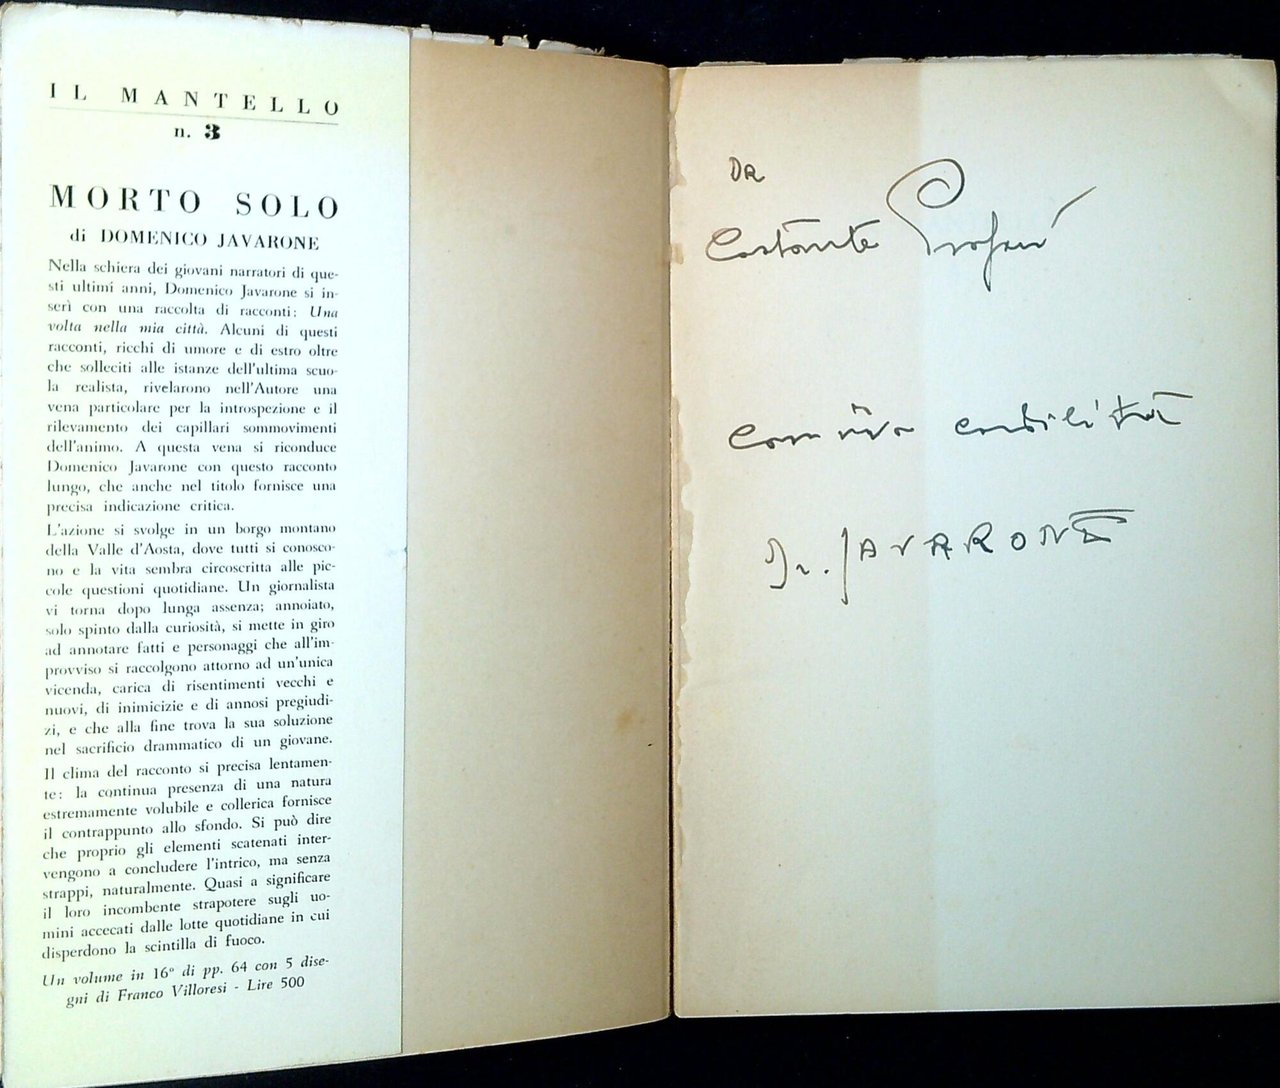 IL MANTELLO
n. 3
MORTO SOLO
di DOMENICO JAVARONE
Nella schiera dei giovani narratori di que-
sti ultimi anni, Domenico Javarone si in-
serì con una raccolta di racconti: Una
volta nella mia città. Alcuni di questi
racconti, ricchi di umore e di estro oltre
che solleciti alle istanze dell'ultima scuo-
la realista, rivelarono nell'Autore una
vena particolare per la introspezione e il
rilevamento dei capillari sommovimenti
dell'animo. A questa vena si riconduce
Domenico Javarone con questo racconto
lungo, che anche nel titolo fornisce una
precisa indicazione critica.
L'azione si svolge in un borgo montano
della Valle d'Aosta, dove tutti si conosco-
no e la vita sembra circoscritta alle pic-
cole questioni quotidiane. Un giornalista
vi torna dopo lunga assenza; annoiato,
solo spinto dalla curiosità, si mette in giro
ad annotare fatti e personaggi che all'im-
provviso si raccolgono attorno ad un'unica
vicenda, carica di risentimenti vecchi e
nuovi, di inimicizie e di annosi pregiudi-
zi, e che alla fine trova la sua soluzione
nel sacrificio drammatico di un giovane.
Il clima del racconto si precisa lentamen-
te: la continua presenza di una natura
estremamente volubile e collerica fornisce
il contrappunto allo sfondo. Si può dire
che proprio gli elementi scatenati inter-
vengono a concludere l'intrico, ma senza
strappi, naturalmente. Quasi a significare
il loro incombente strapotere sugli uo-
mini accecati dalle lotte quotidiane in cui
disperdono la scintilla di fuoco.
Un volume in 16° di pp. 64 con 5 dise-
gni di Franco Villoresi - Lire 500
Costante
con viva cordialità
JAVARONE